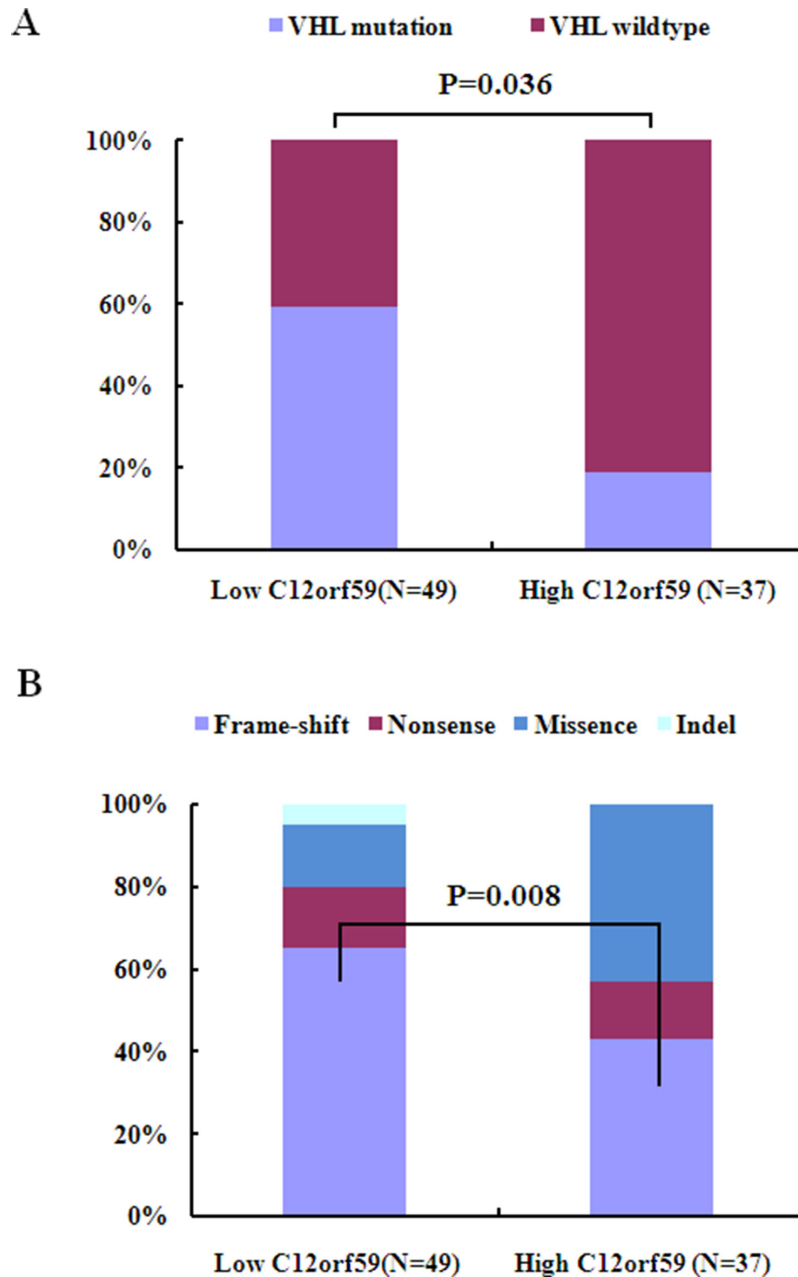 A
VHL mutation VHL wildtype
P=0.036
100%
80%
60%
40%
20%
0%
Low C12orf59(N=49) High C12orf59 (N=37)
B
Frame-shift Nonsense Missence Indel
100%
80%
60%
40%
20%
0%
P=0.008
Low C12orf59(N=49) High C12orf59 (N=37)